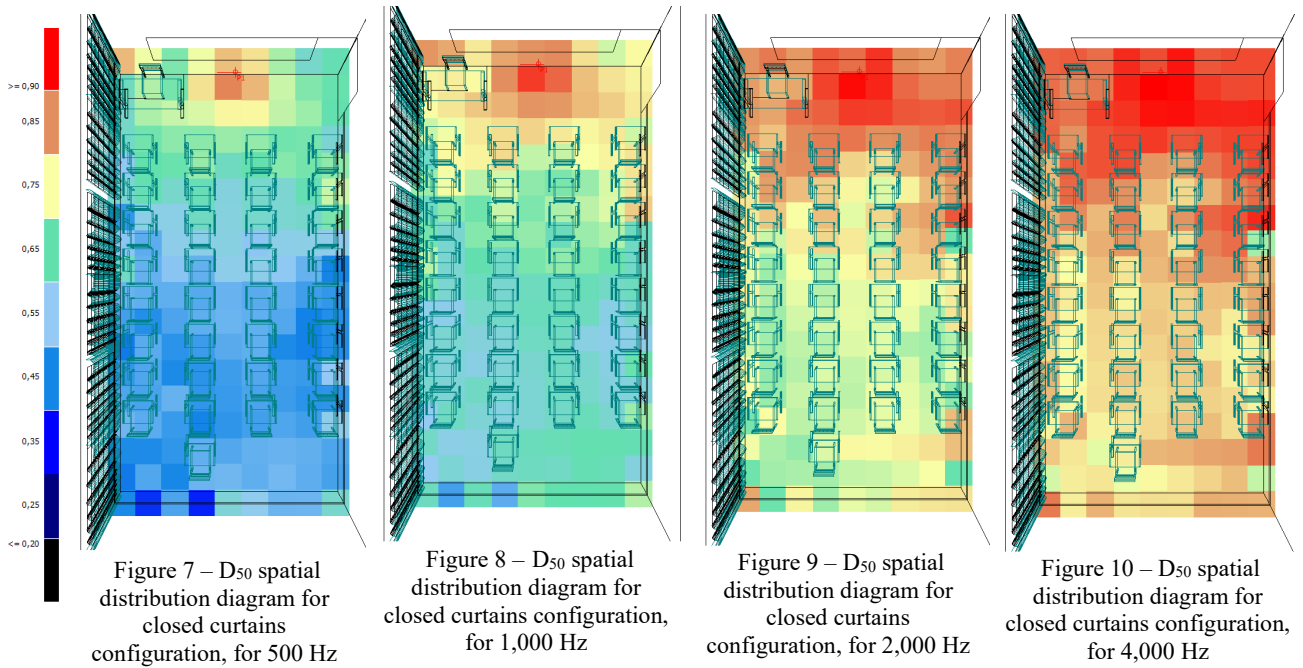 >= 0,90
0,85
0,75
0,65
0,55
0,45
0,35
0,25
<= 0,20
Figure 7 – D₅₀ spatial
distribution diagram for
closed curtains
configuration, for 500 Hz
Figure 8 – D₅₀ spatial
distribution diagram for
closed curtains configuration,
for 1,000 Hz
Figure 9 – D₅₀ spatial
distribution diagram for
closed curtains
configuration, for 2,000 Hz
Figure 10 – D₅₀ spatial
distribution diagram for
closed curtains configuration, for
4,000 Hz